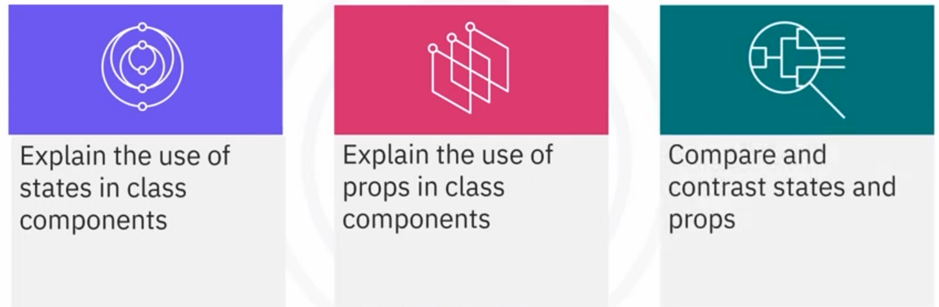 Explain the use of
states in class
components
Explain the use of
props in class
components
Compare and
contrast states and
props